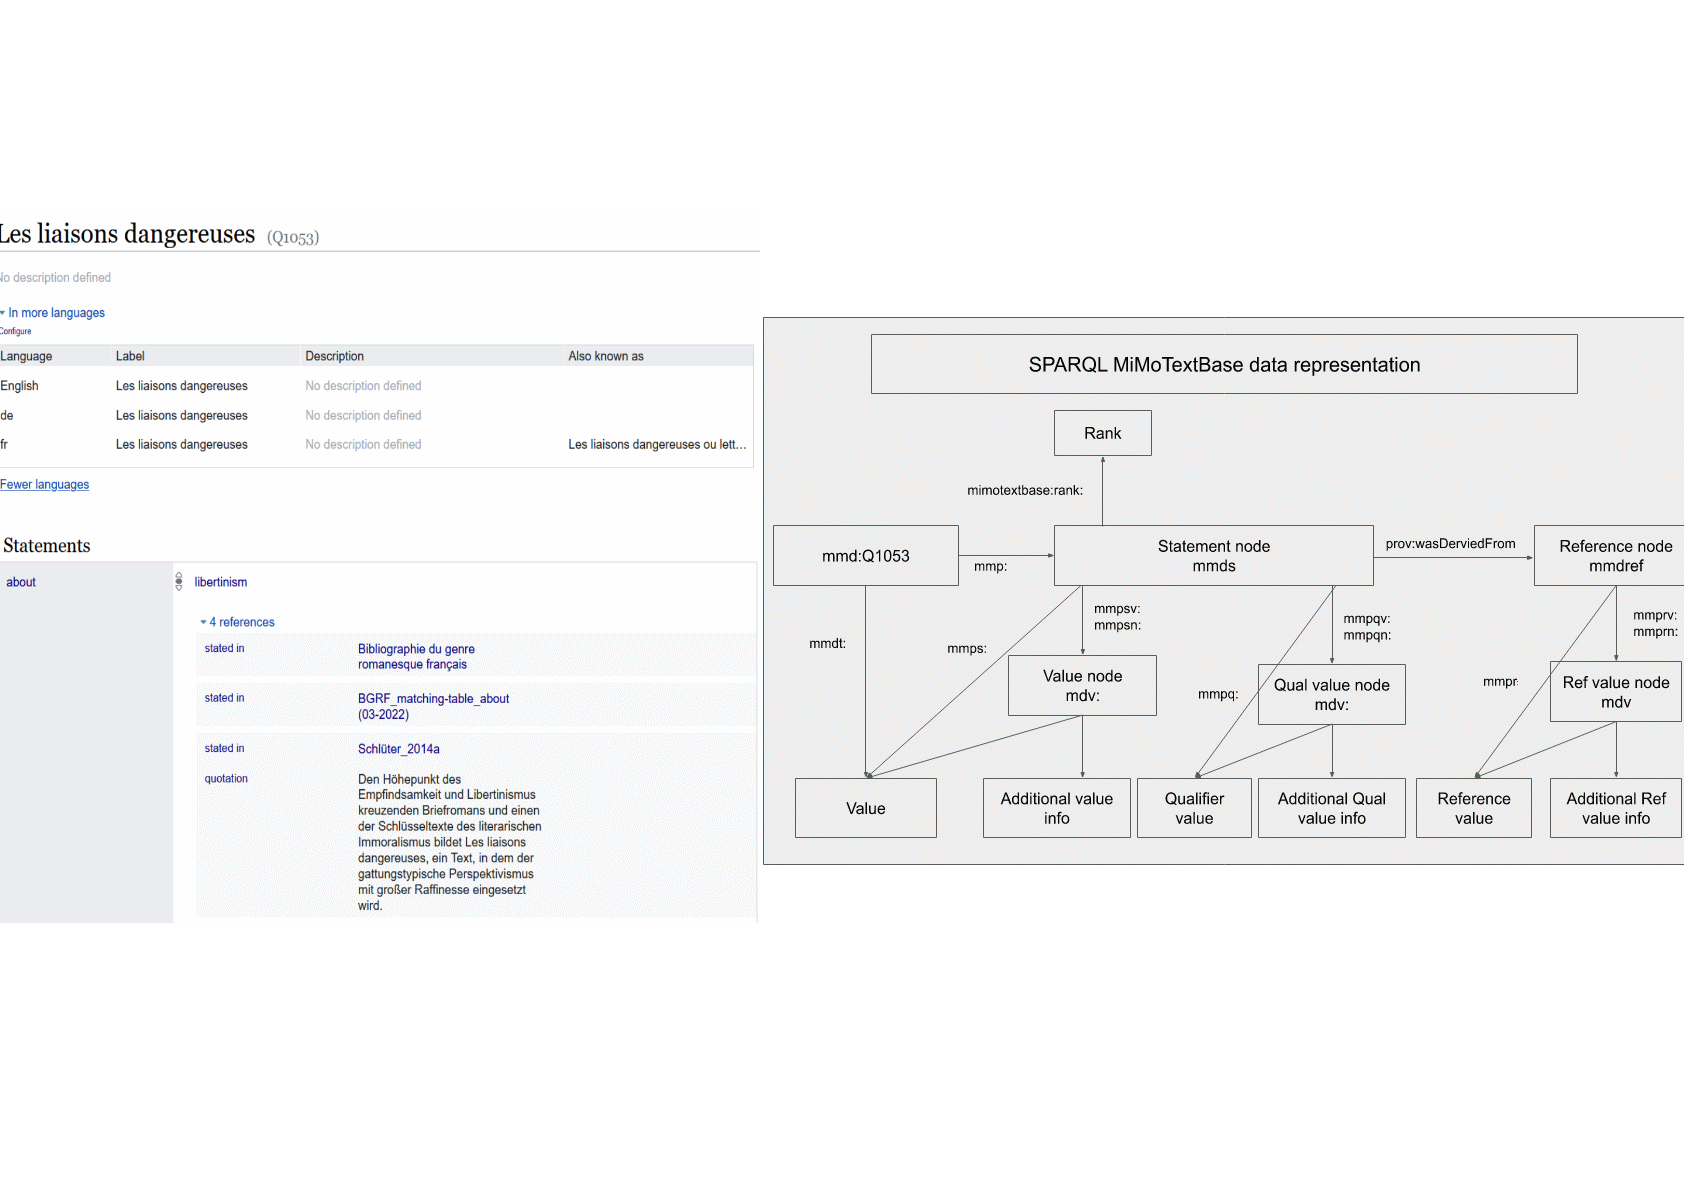 Les liaisons dangereuses (Q1053)
No description defined
In more languages
Configure
Language Label Description Also known as
English Les liaisons dangereuses No description defined
de Les liaisons dangereuses No description defined
fr Les liaisons dangereuses No description defined Les liaisons dangereuses ou lett...
Fewer languages
Statements
about libertinism
4 references
stated in Bibliographie du genre
romanesque français
stated in BGRF_matching-table_about
(03-2022)
stated in Schlüter_2014a
quotation Den Höhepunkt des
Empfindsamkeit und Libertinismus
kreuzenden Briefromans und einen
der Schlüsseltexte des literarischen
Immoralismus bildet Les liaisons
dangereuses, ein Text, in dem der
gattungstypische Perspektivismus
mit großer Raffinesse eingesetzt
wird.
SPARQL MiMoTextBase data representation
Rank
mimotextbase:rank:
mmd:Q1053
mmp:
Statement node
mmds
prov:wasDerviedFrom
Reference node
mmdref
mmdt:
mmps:
mmpsv:
mmpsn:
mmpq:
mmpqv:
mmpqn:
mmpr
mmprv:
mmprn:
Value node
mdv:
Qual value node
mdv:
Ref value node
mdv
Value
Additional value
info
Qualifier
value
Additional Qual
value info
Reference
value
Additional Ref
value info